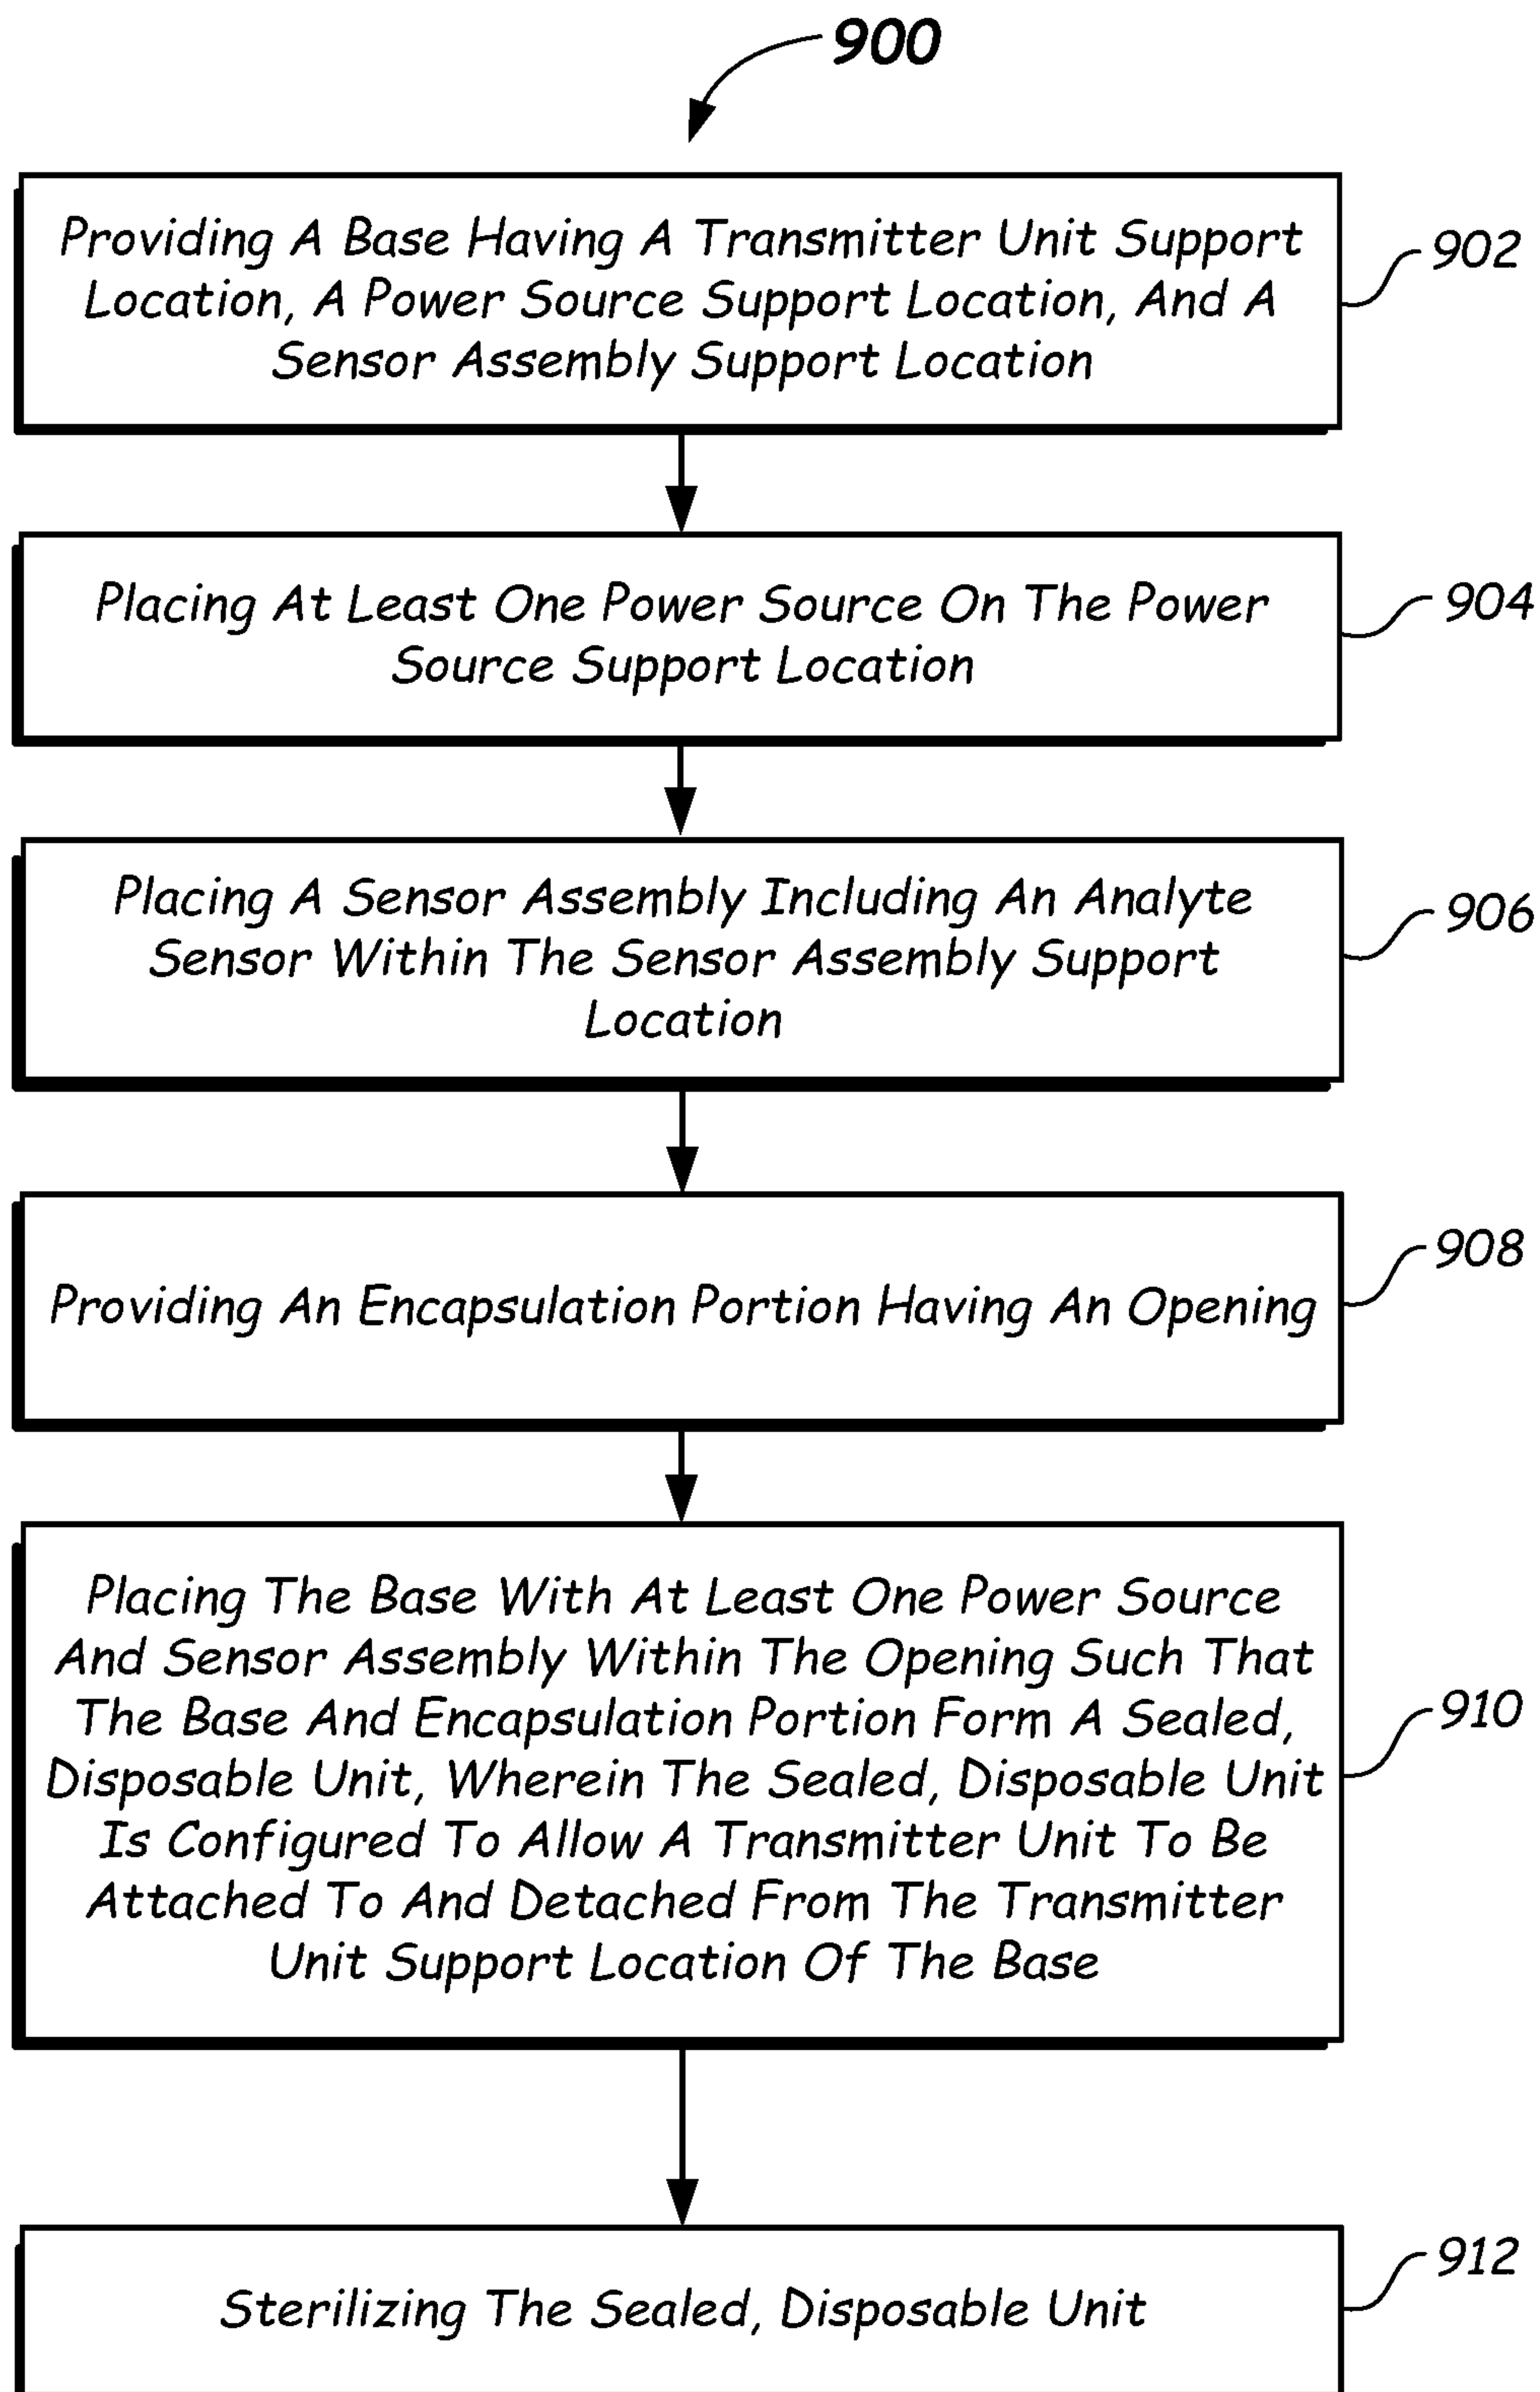 900
Providing A Base Having A Transmitter Unit Support
Location, A Power Source Support Location, And A
Sensor Assembly Support Location
902
Placing At Least One Power Source On The Power
Source Support Location
904
Placing A Sensor Assembly Including An Analyte
Sensor Within The Sensor Assembly Support
Location
906
Providing An Encapsulation Portion Having An Opening
908
Placing The Base With At Least One Power Source
And Sensor Assembly Within The Opening Such That
The Base And Encapsulation Portion Form A Sealed,
Disposable Unit, Wherein The Sealed, Disposable Unit
Is Configured To Allow A Transmitter Unit To Be
Attached To And Detached From The Transmitter
Unit Support Location Of The Base
910
Sterilizing The Sealed, Disposable Unit
912